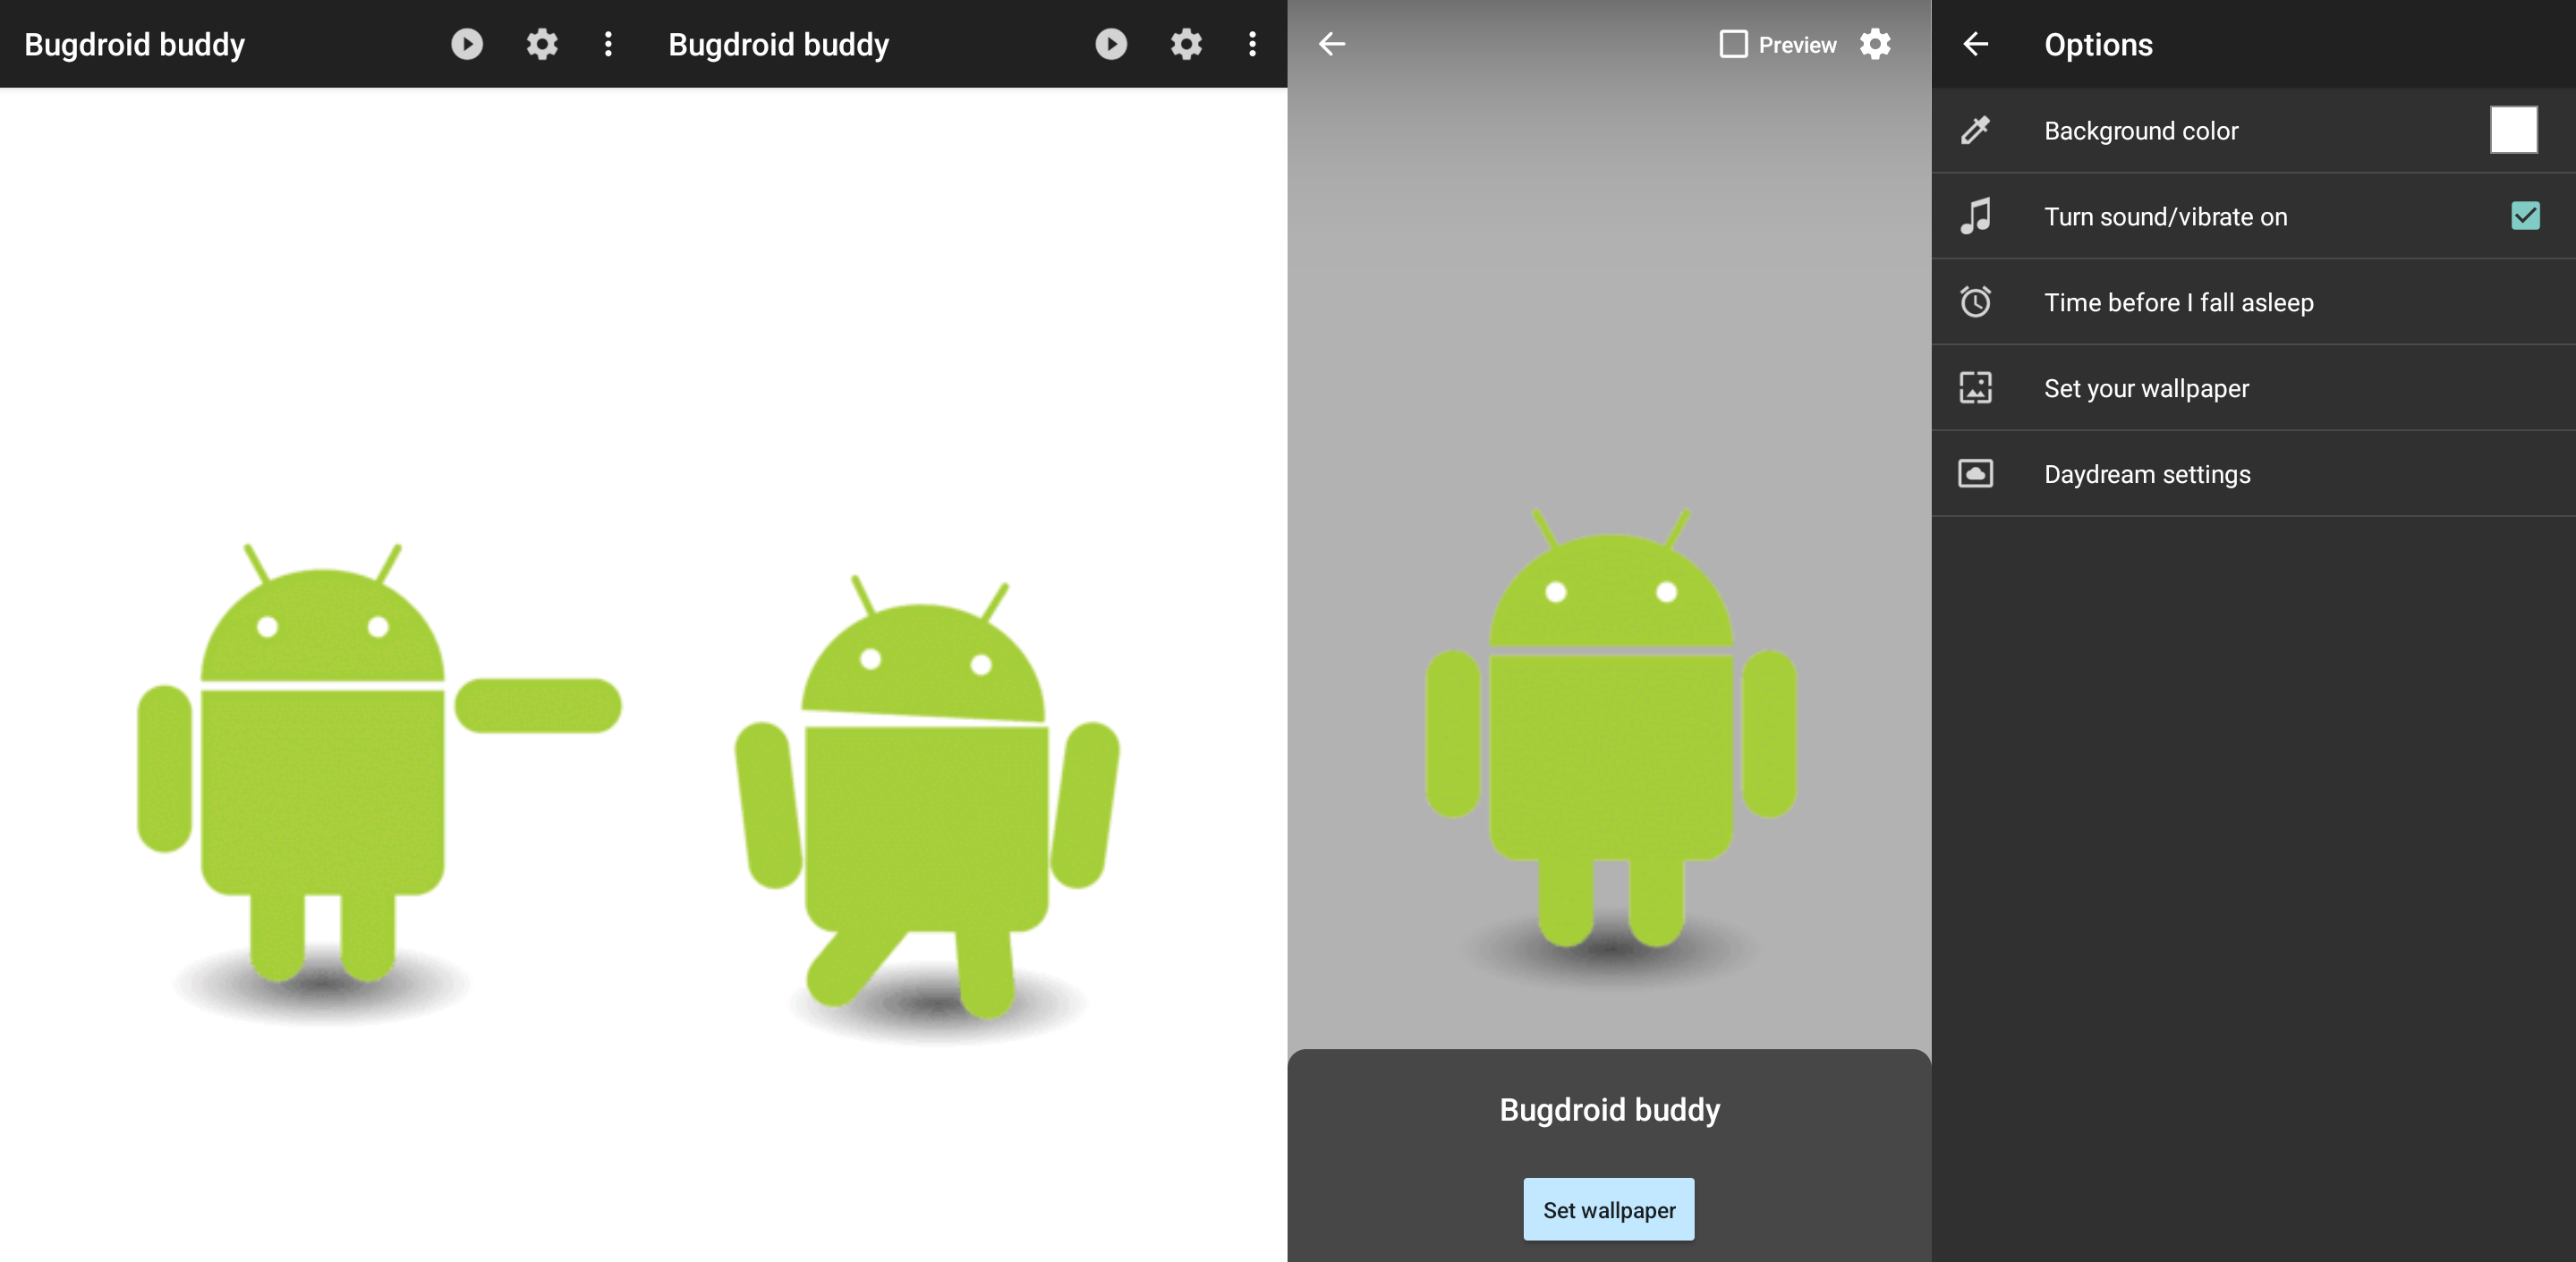 Bugdroid buddy
Bugdroid buddy
Preview
Bugdroid buddy
Set wallpaper
Options
Background color
Turn sound/vibrate on
Time before I fall asleep
Set your wallpaper
Daydream settings